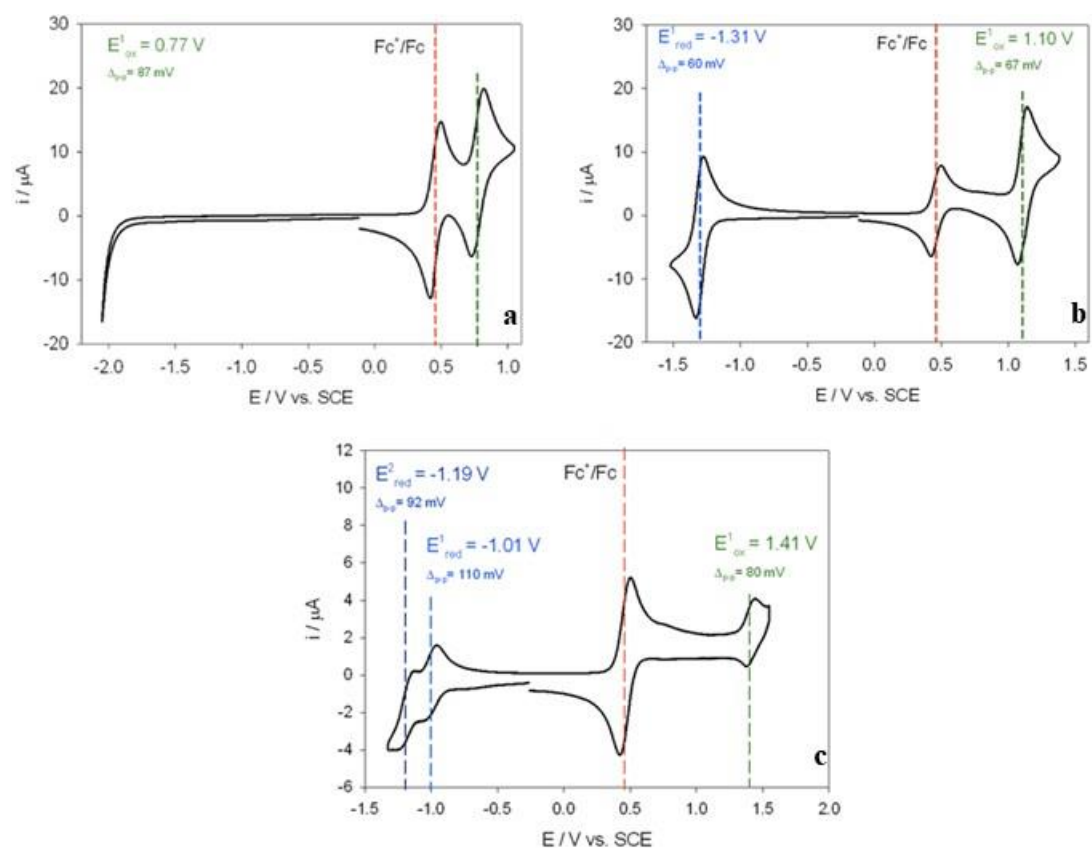 E¹ox = 0.77 V
Δp-p = 87 mV
Fc⁺/Fc
30
20
10
0
-10
-20
i / μA
-2.0 -1.5 -1.0 -0.5 0.0 0.5 1.0
E / V vs. SCE
a
E¹red = -1.31 V
Δp-p = 60 mV
Fc⁺/Fc
E¹ox = 1.10 V
Δp-p = 67 mV
30
20
10
0
-10
-20
i / μA
-1.5 -1.0 -0.5 0.0 0.5 1.0 1.5
E / V vs. SCE
b
E²red = -1.19 V
Δp-p = 92 mV
Fc⁺/Fc
E¹red = -1.01 V
Δp-p = 110 mV
E¹ox = 1.41 V
Δp-p = 80 mV
12
10
8
6
4
2
0
-2
-4
-6
i / μA
-1.5 -1.0 -0.5 0.0 0.5 1.0 1.5 2.0
E / V vs. SCE
c